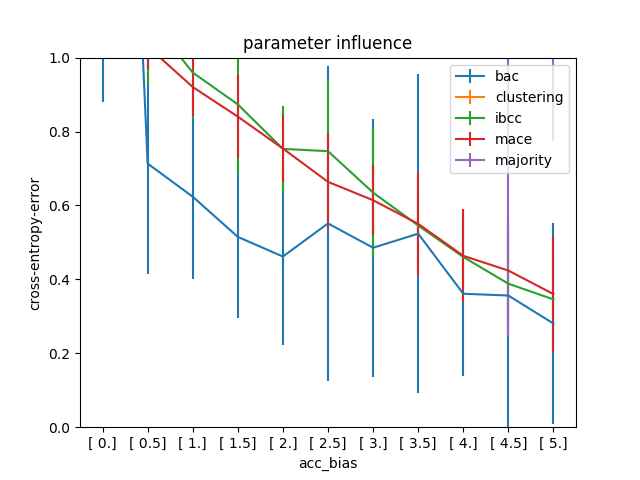 parameter influence
1.0
0.8
0.6
0.4
0.2
0.0
cross-entropy-error
bac
clustering
ibcc
mace
majority
[ 0.] [ 0.5] [ 1.] [ 1.5] [ 2.] [ 2.5] [ 3.] [ 3.5] [ 4.] [ 4.5] [ 5.]
acc_bias